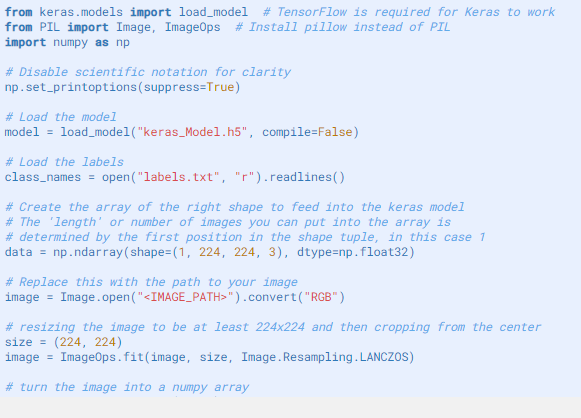 from keras.models import load_model  # TensorFlow is required for Keras to work
from PIL import Image, ImageOps  # Install pillow instead of PIL
import numpy as np
# Disable scientific notation for clarity
np.set_printoptions(suppress=True)
# Load the model
model = load_model("keras_Model.h5", compile=False)
# Load the labels
class_names = open("labels.txt", "r").readlines()
# Create the array of the right shape to feed into the keras model
# The 'length' or number of images you can put into the array is
# determined by the first position in the shape tuple, in this case 1
data = np.ndarray(shape=(1, 224, 224, 3), dtype=np.float32)
# Replace this with the path to your image
image = Image.open("<IMAGE_PATH>").convert("RGB")
# resizing the image to be at least 224x224 and then cropping from the center
size = (224, 224)
image = ImageOps.fit(image, size, Image.Resampling.LANCZOS)
# turn the image into a numpy array